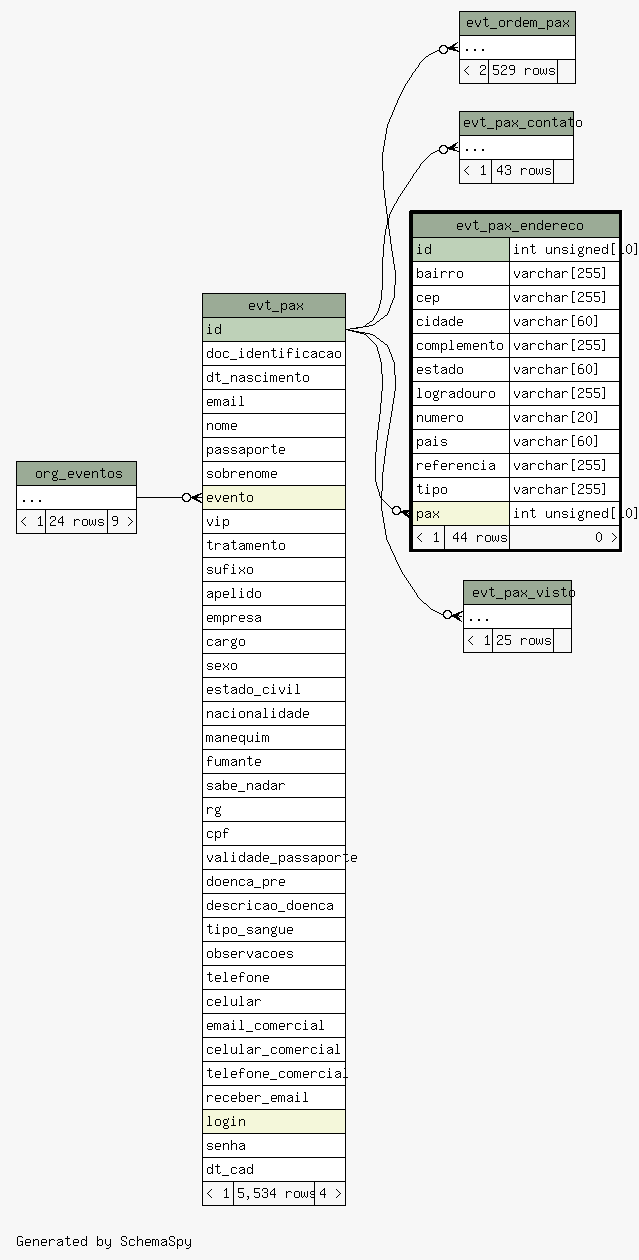 evt_ordem_pax
...
< 2 529 rows
evt_pax_contato
...
< 1 43 rows
evt_pax_endereco
id int unsigned[10]
bairro varchar[255]
cep varchar[255]
cidade varchar[60]
complemento varchar[255]
estado varchar[60]
logradouro varchar[255]
numero varchar[20]
pais varchar[60]
referencia varchar[255]
tipo varchar[255]
pax int unsigned[10]
< 1 44 rows 0 >
evt_pax_visto
...
< 1 25 rows
evt_pax
id
doc_identificacao
dt_nascimento
email
nome
passaporte
sobrenome
evento
vip
tratamento
sufixo
apelido
empresa
cargo
sexo
estado_civil
nacionalidade
manequim
fumante
sabe_nadar
rg
cpf
validade_passaporte
doenca_pre
descricao_doenca
tipo_sangue
observacoes
telefone
celular
email_comercial
celular_comercial
telefone_comercial
receber_email
login
senha
dt_cad
< 1 5,534 rows 4 >
org_eventos
...
< 1 24 rows 9 >
Generated by SchemaSpy